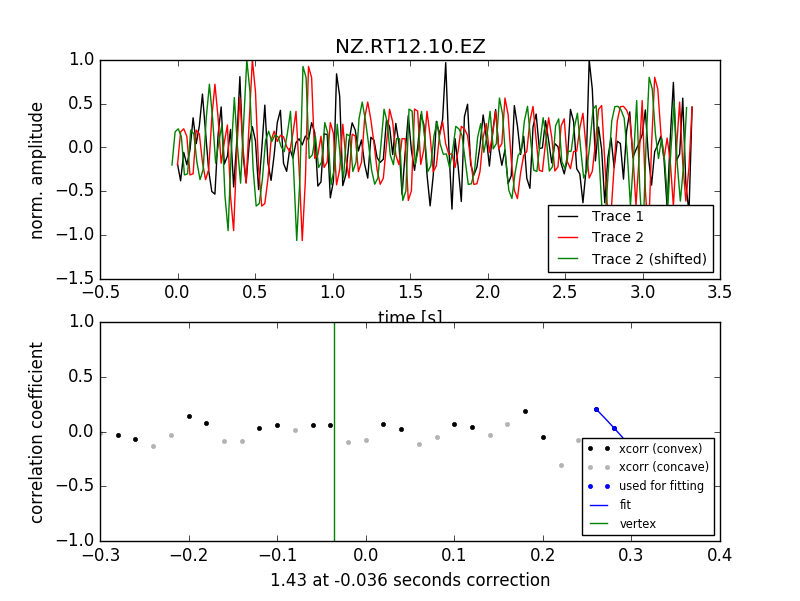 NZ.RT12.10.EZ
1.0
0.5
0.0
−0.5
−1.0
−1.5
norm. amplitude
Trace 1
Trace 2
Trace 2 (shifted)
−0.5 0.0 0.5 1.0 1.5 2.0 2.5 3.0 3.5
time [s]
1.0
0.5
0.0
−0.5
−1.0
correlation coefficient
xcorr (convex)
xcorr (concave)
used for fitting
fit
vertex
−0.3 −0.2 −0.1 0.0 0.1 0.2 0.3 0.4
1.43 at -0.036 seconds correction